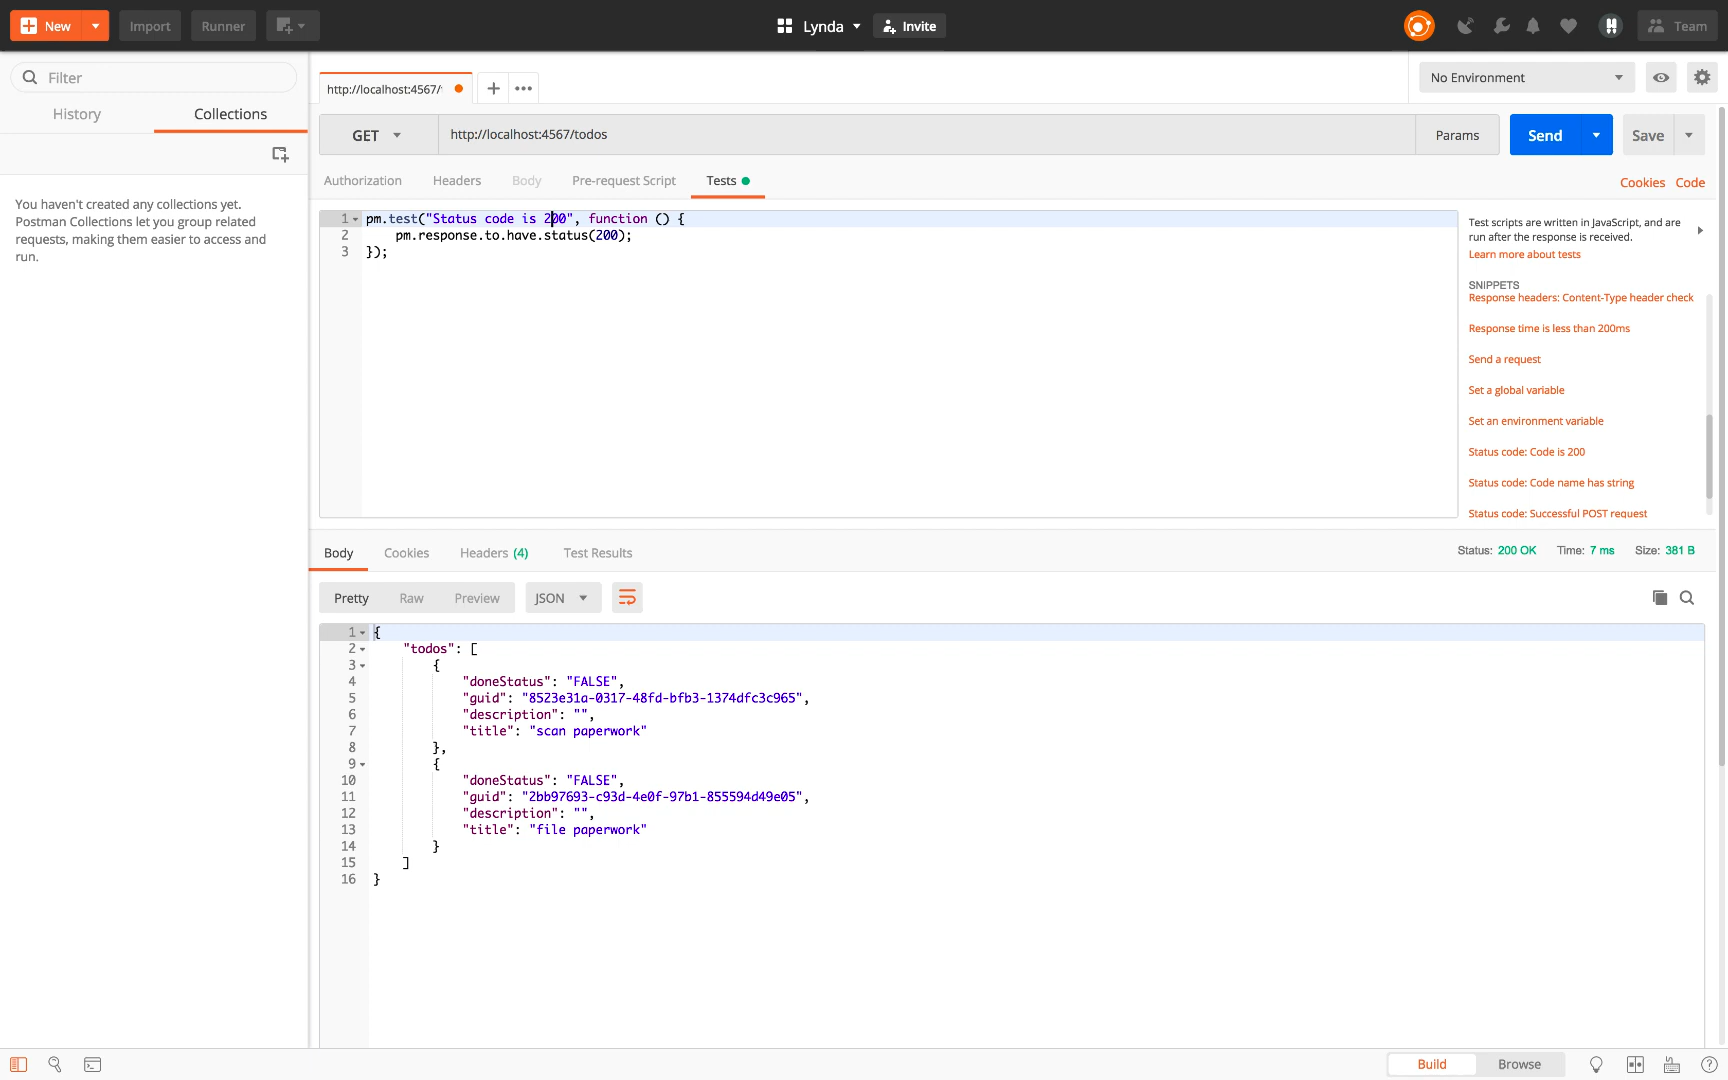 New
Import
Runner
Lynda
Invite
Team
Filter
History
Collections
You haven't created any collections yet.
Postman Collections let you group related
requests, making them easier to access and
run.
http://localhost:4567/
No Environment
GET
http://localhost:4567/todos
Params
Send
Save
Authorization
Headers
Body
Pre-request Script
Tests
Cookies
Code
1 pm.test("Status code is 200", function () {
2 pm.response.to.have.status(200);
3 });
Test scripts are written in JavaScript, and are
run after the response is received.
Learn more about tests
SNIPPETS
Response headers: Content-Type header check
Response time is less than 200ms
Send a request
Set a global variable
Set an environment variable
Status code: Code is 200
Status code: Code name has string
Status code: Successful POST request
Body
Cookies
Headers (4)
Test Results
Status: 200 OK
Time: 7 ms
Size: 381 B
Pretty
Raw
Preview
JSON
1 {
2 "todos": [
3 {
4 "doneStatus": "FALSE",
5 "guid": "8523e31a-0317-48fd-bfb3-1374dfc3c965",
6 "description": "",
7 "title": "scan paperwork"
8 },
9 {
10 "doneStatus": "FALSE",
11 "guid": "2bb97693-c93d-4e0f-97b1-855594d49e05",
12 "description": "",
13 "title": "file paperwork"
14 }
15 ]
16 }
Build
Browse